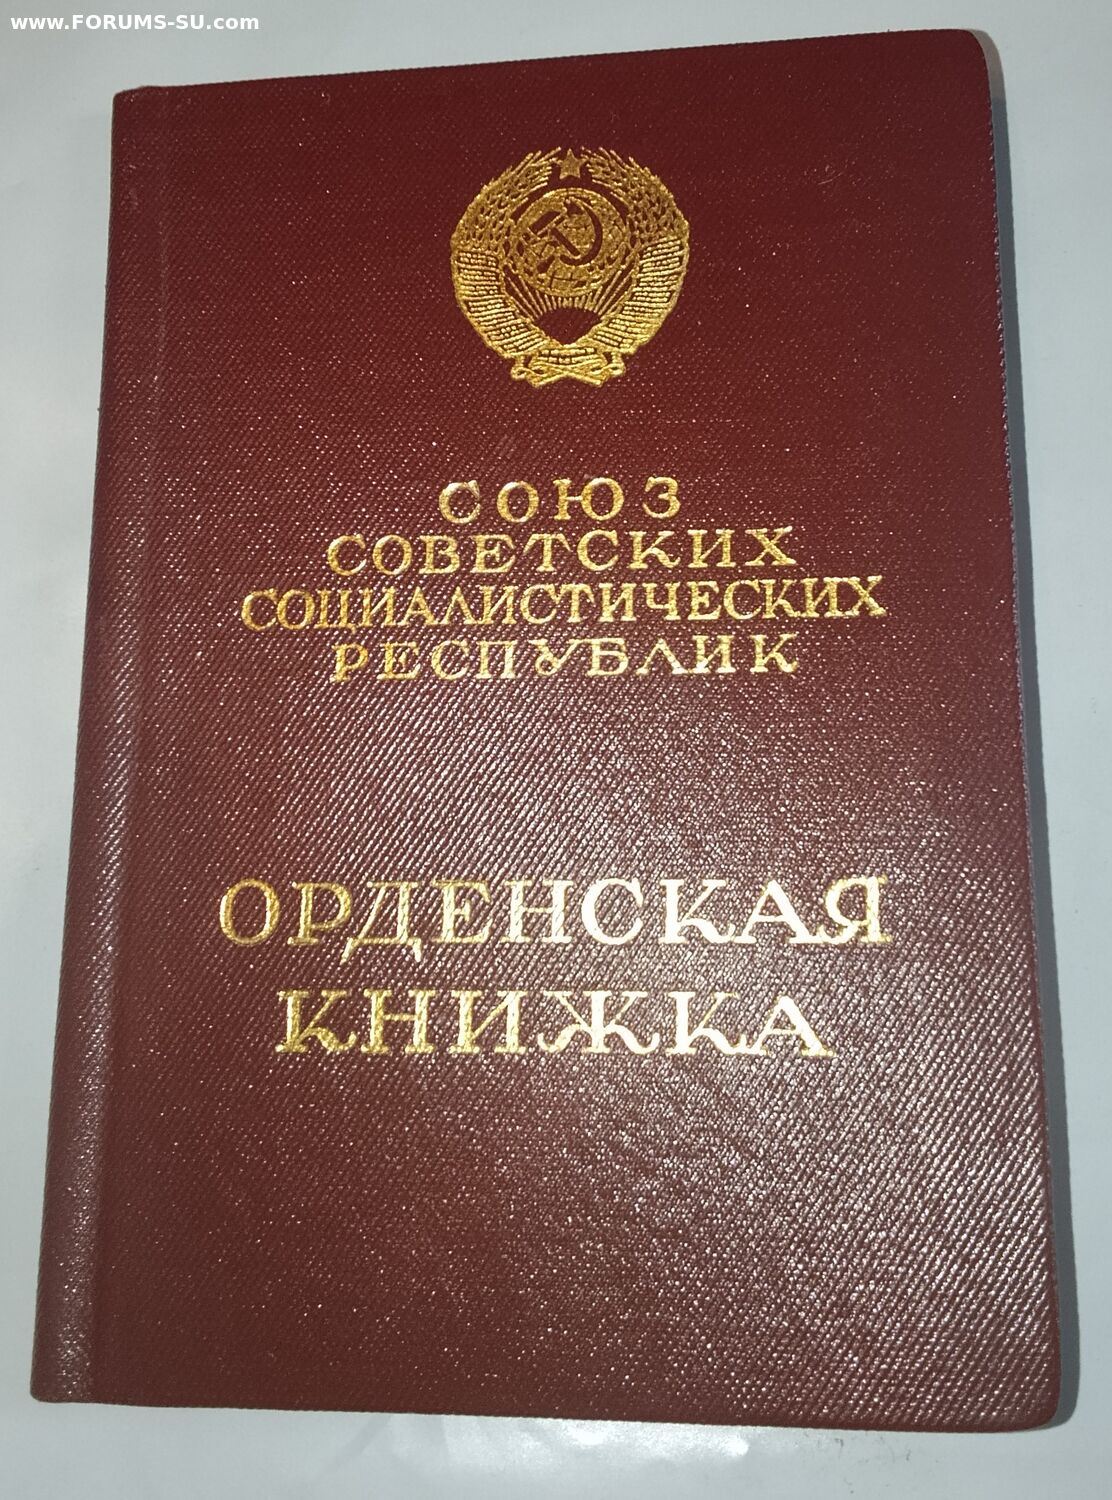 www.FORUMS-SU.com
СОЮЗ
СОВЕТСКИХ
СОЦИАЛИСТИЧЕСКИХ
РЕСПУБЛИК
ОРДЕНСКАЯ
КНИЖКА